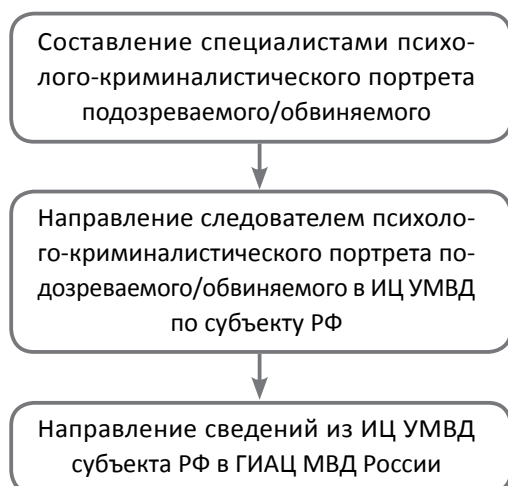 Составление специалистами психо-
лого-криминалистического портрета
подозреваемого/обвиняемого
Направление следователем психоло-
го-криминалистического портрета по-
дозреваемого/обвиняемого в ИЦ УМВД
по субъекту РФ
Направление сведений из ИЦ УМВД
субъекта РФ в ГИАЦ МВД России